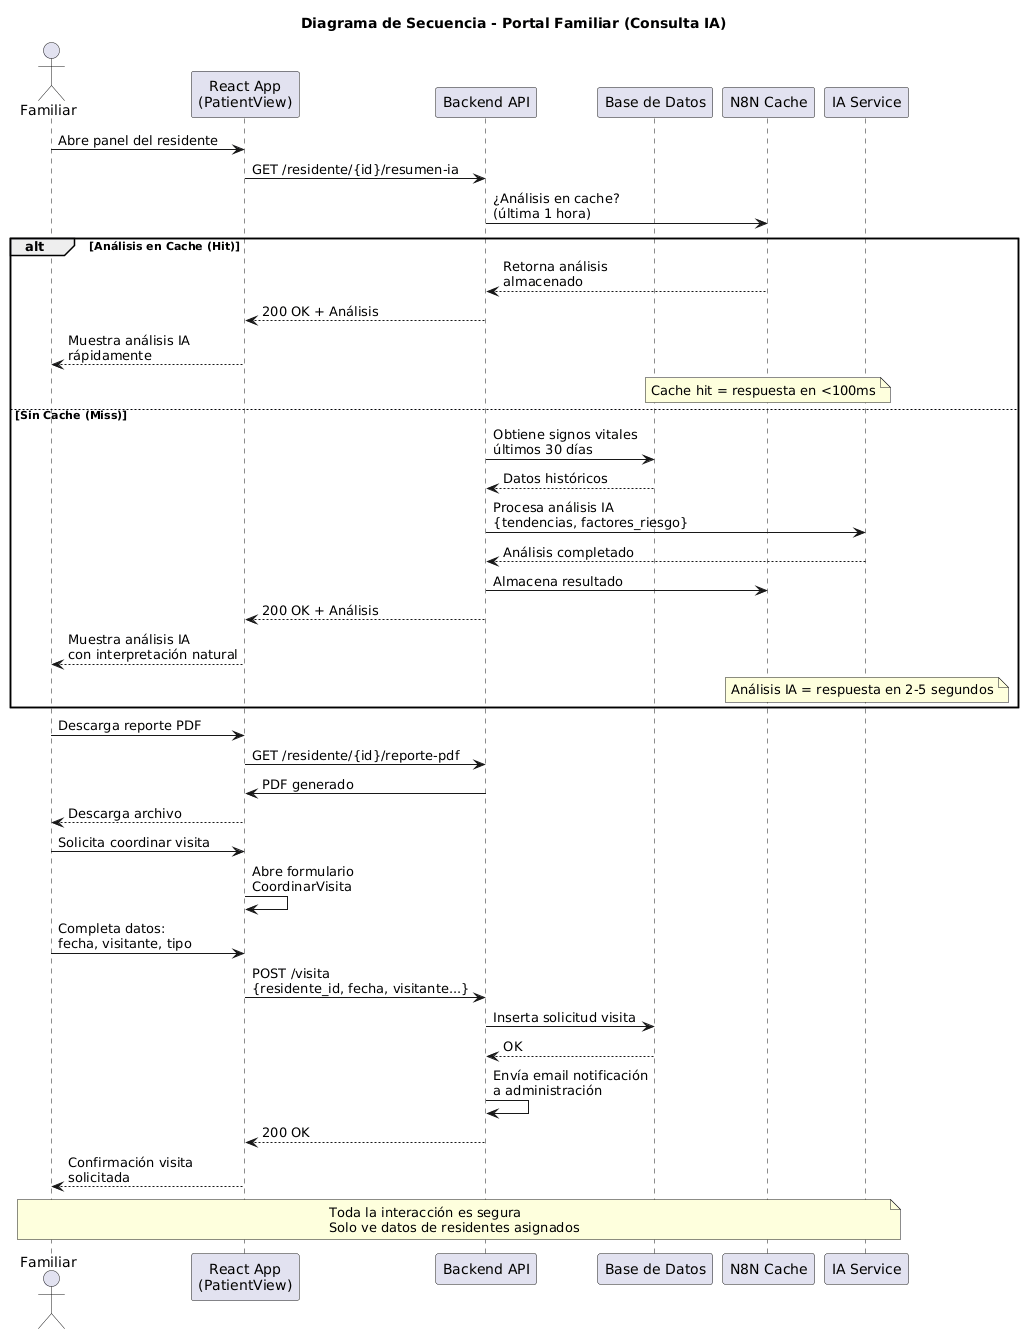 Diagrama de Secuencia - Portal Familiar (Consulta IA)
Familiar
React App
(PatientView)
Backend API
Base de Datos
N8N Cache
IA Service
Abre panel del residente
GET /residente/{id}/resumen-ia
¿Análisis en cache?
(última 1 hora)
alt
[Análisis en Cache (Hit)]
Retorna análisis
almacenado
200 OK + Análisis
Muestra análisis IA
rápidamente
Cache hit = respuesta en <100ms
[Sin Cache (Miss)]
Obtiene signos vitales
últimos 30 días
Datos históricos
Procesa análisis IA
{tendencias, factores_riesgo}
Análisis completado
Almacena resultado
200 OK + Análisis
Muestra análisis IA
con interpretación natural
Análisis IA = respuesta en 2-5 segundos
Descarga reporte PDF
GET /residente/{id}/reporte-pdf
PDF generado
Descarga archivo
Solicita coordinar visita
Abre formulario
CoordinarVisita
Completa datos:
fecha, visitante, tipo
POST /visita
{residente_id, fecha, visitante...}
Inserta solicitud visita
OK
Envía email notificación
a administración
200 OK
Confirmación visita
solicitada
Toda la interacción es segura
Solo ve datos de residentes asignados
Familiar
React App
(PatientView)
Backend API
Base de Datos
N8N Cache
IA Service